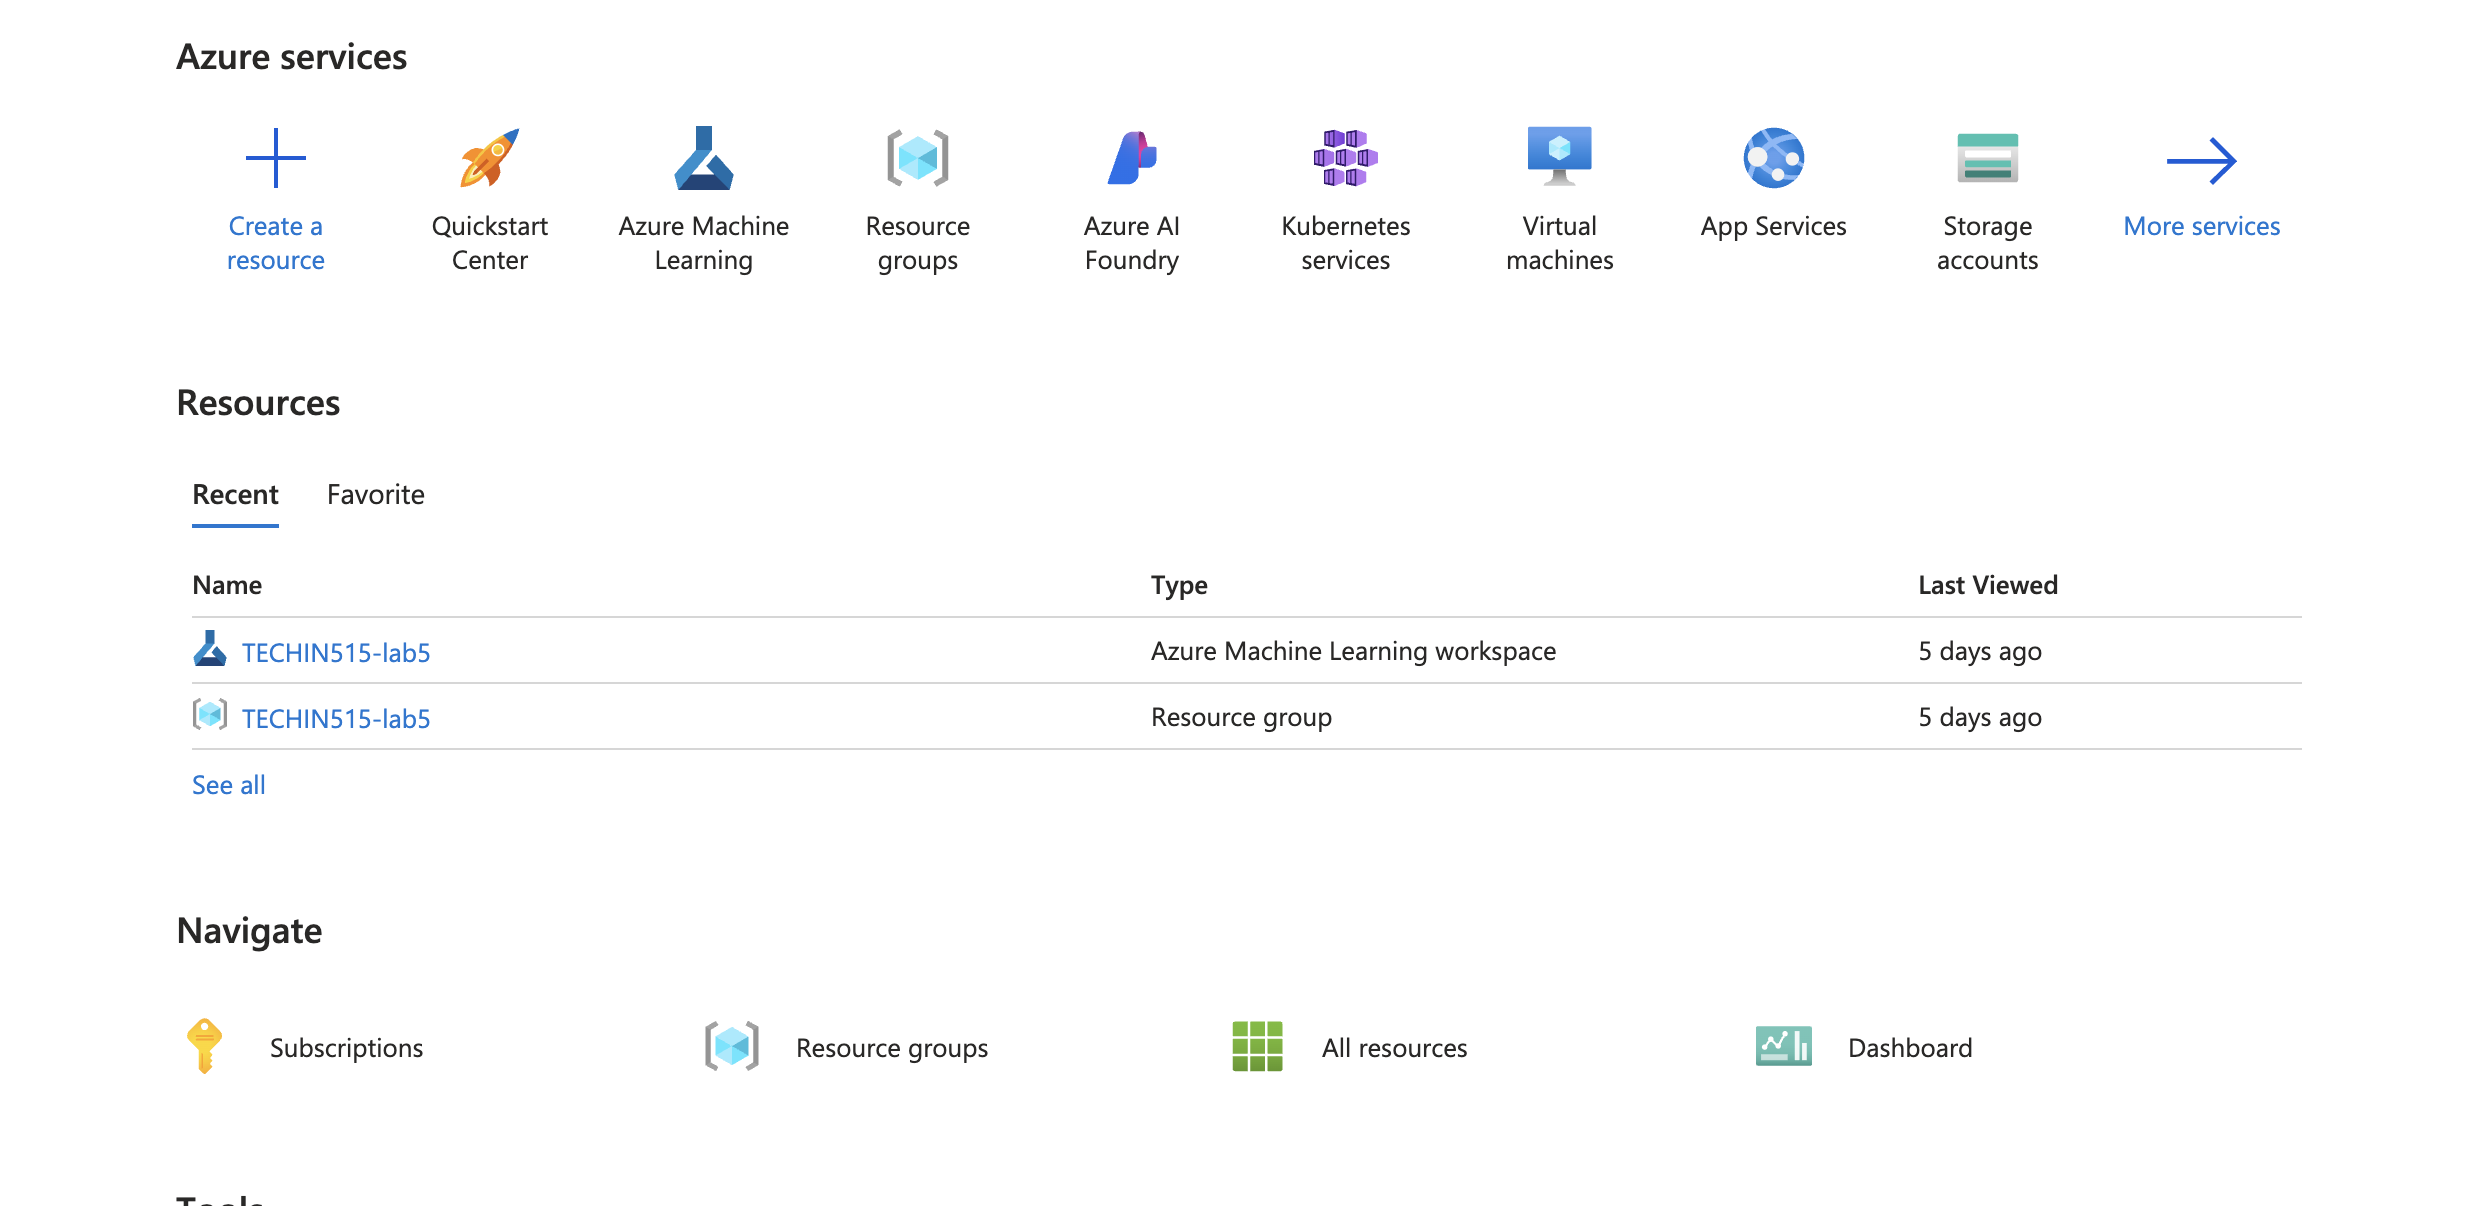 Azure services
Create a
resource
Quickstart
Center
Azure Machine
Learning
Resource
groups
Azure AI
Foundry
Kubernetes
services
Virtual
machines
App Services
Storage
accounts
More services
Resources
Recent Favorite
Name Type Last Viewed
TECHIN515-lab5 Azure Machine Learning workspace 5 days ago
TECHIN515-lab5 Resource group 5 days ago
See all
Navigate
Subscriptions Resource groups All resources Dashboard
Tools